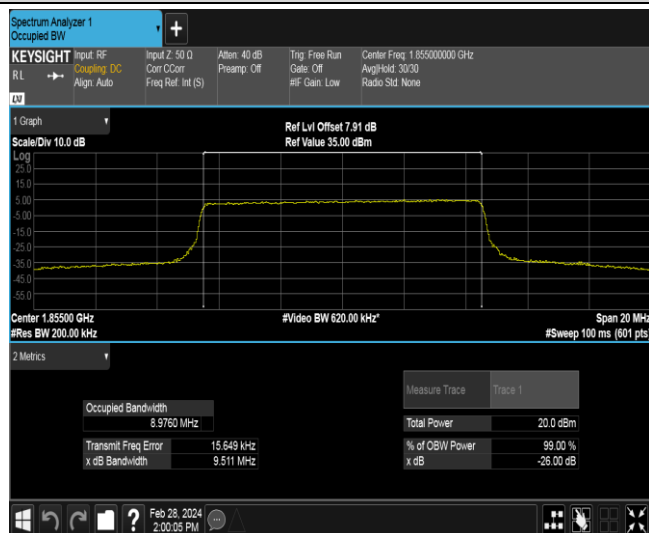 Spectrum Analyzer 1
Occupied BW
+
KEYSIGHT Input: RF Input Z: 50 Ω Atten: 40 dB Trig: Free Run Center Freq: 1.855000000 GHz
RL Coupling: DC Corr CCorr Preamp: Off Gate: Off Avg|Hold: 30/30
Align: Auto Freq Ref: Int (S) #IF Gain: Low Radio Std: None
LXI
1 Graph Ref Lvl Offset 7.91 dB
Scale/Div 10.0 dB Ref Value 35.00 dBm
Log
25.0
15.0
5.00
-5.00
-15.0
-25.0
-35.0
-45.0
-55.0
Center 1.85500 GHz #Video BW 620.00 kHz* Span 20 MHz
#Res BW 200.00 kHz #Sweep 100 ms (601 pts)
2 Metrics
Measure Trace Trace 1
Occupied Bandwidth
8.9760 MHz Total Power 20.0 dBm
Transmit Freq Error 15.649 kHz % of OBW Power 99.00 %
x dB Bandwidth 9.511 MHz x dB -26.00 dB
? Feb 28, 2024
2:00:05 PM